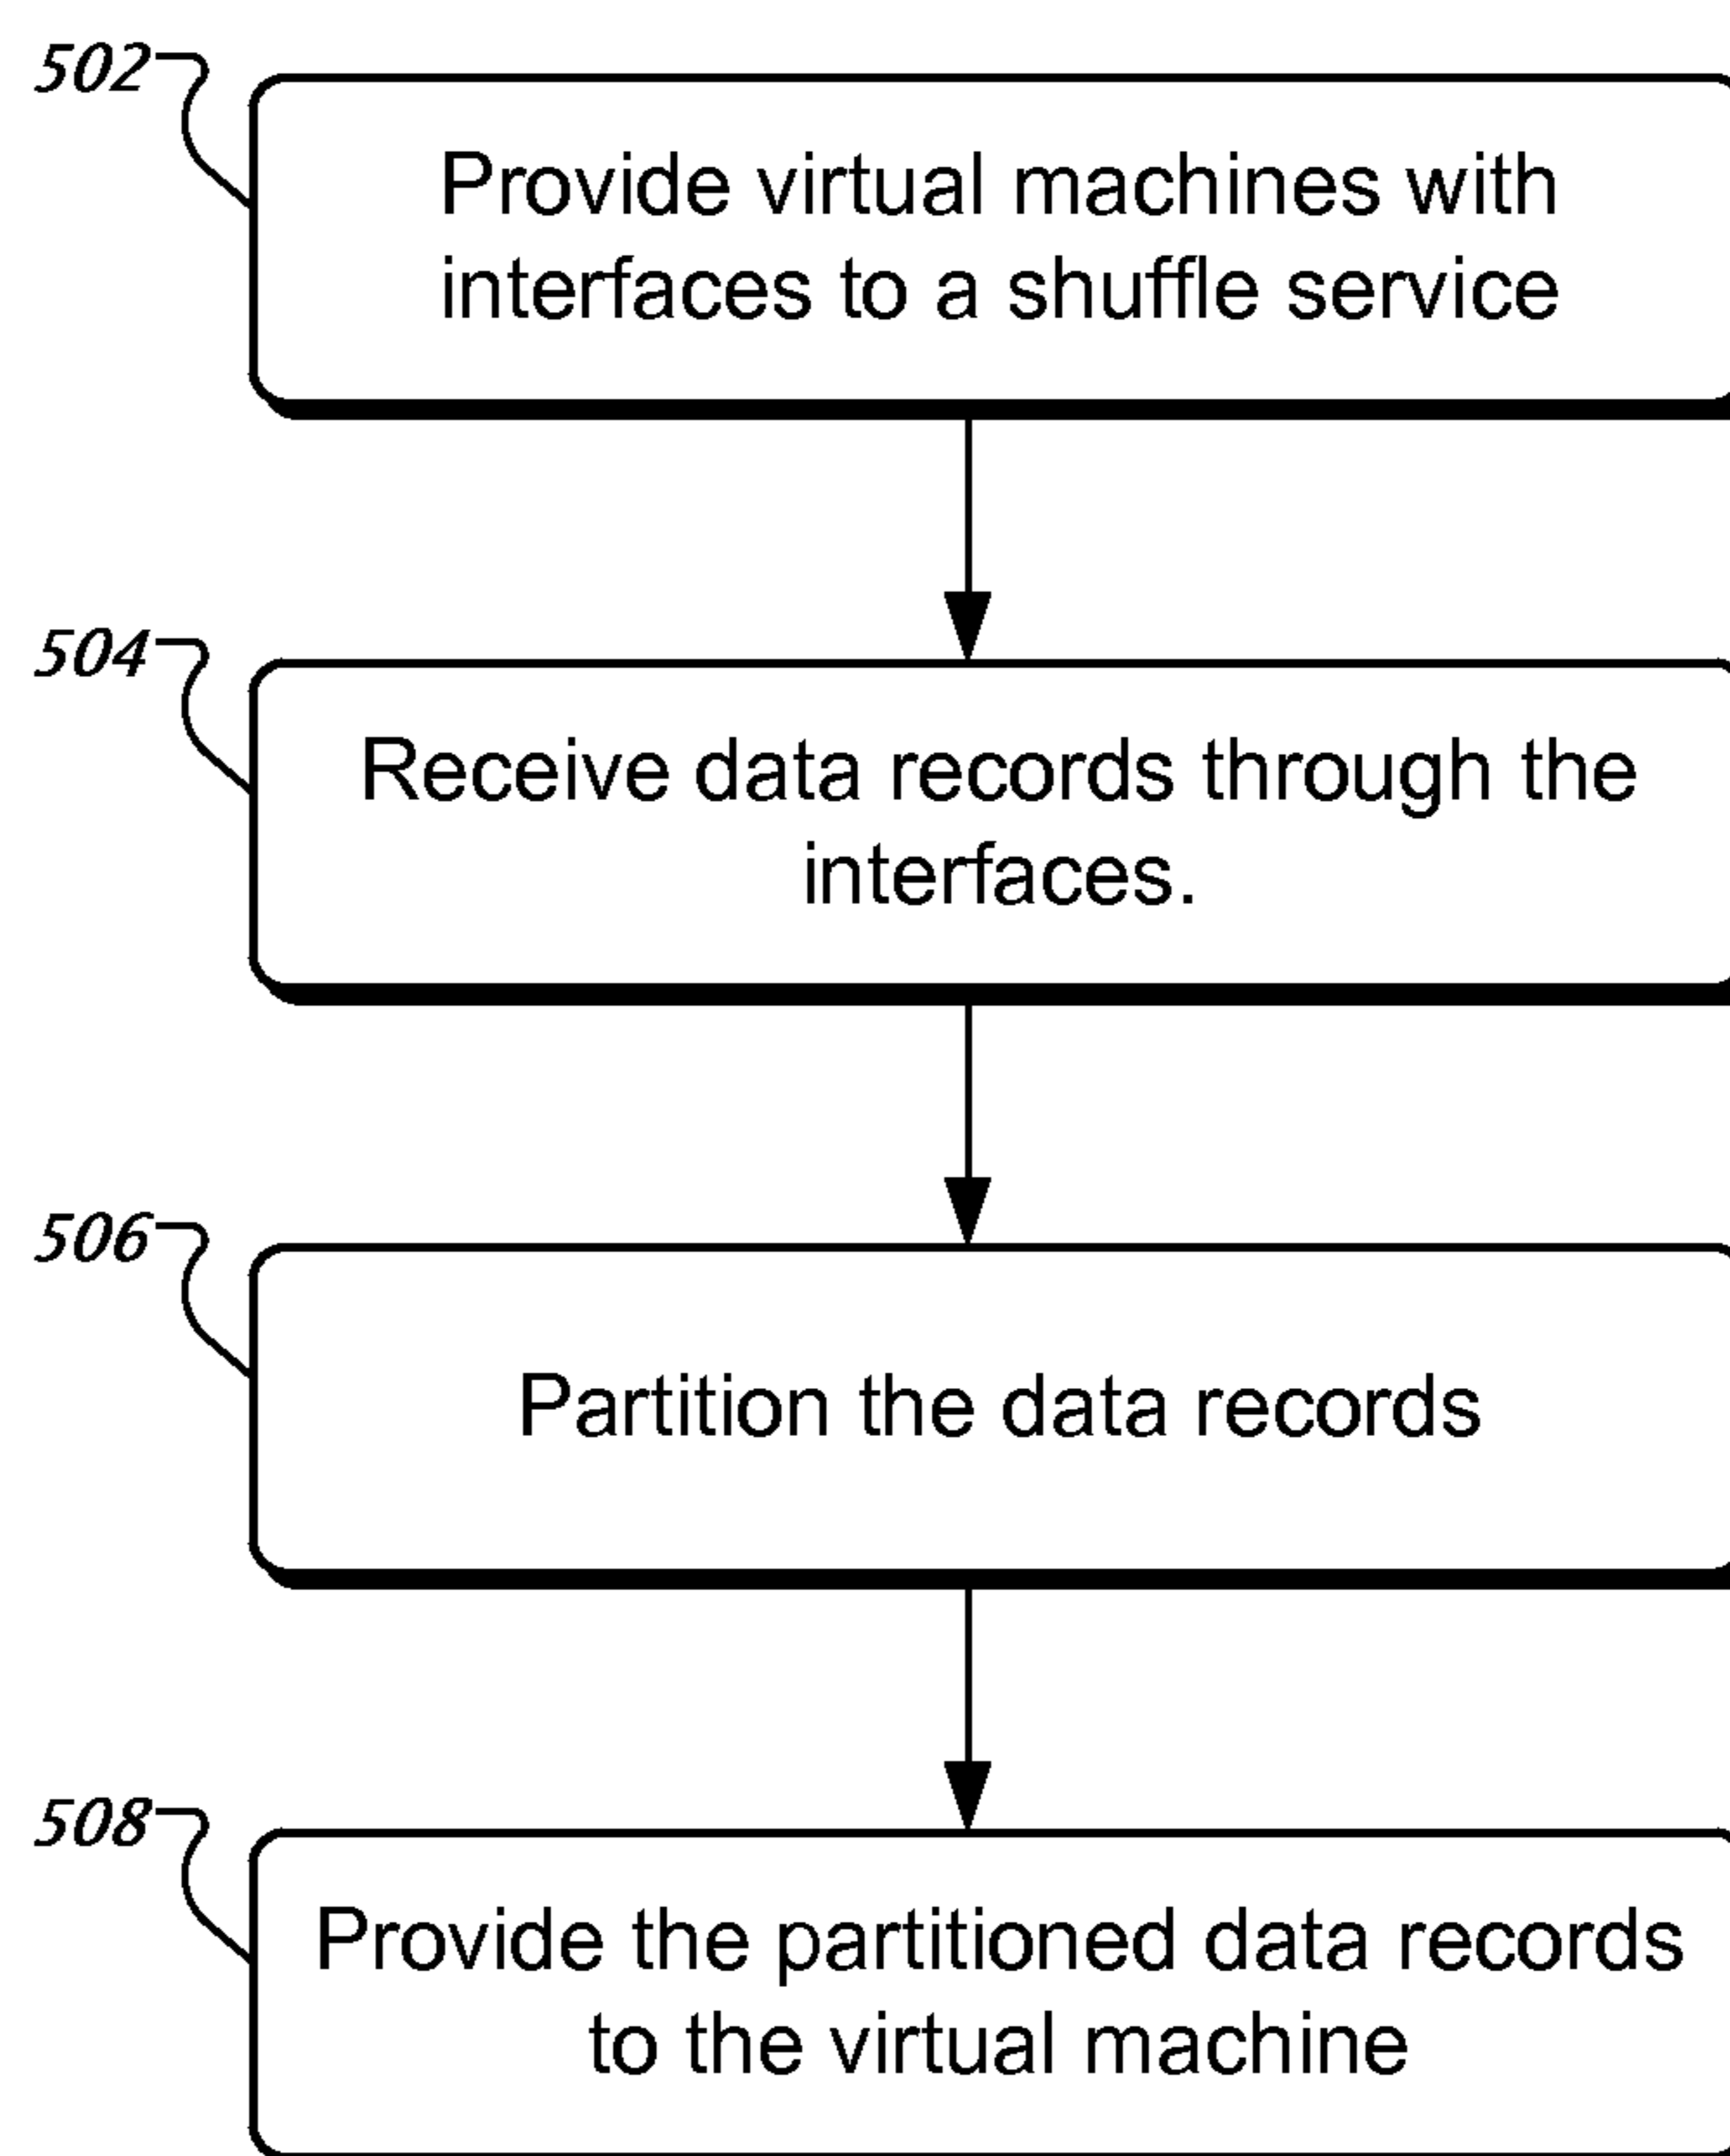 502
Provide virtual machines with
interfaces to a shuffle service
504
Receive data records through the
interfaces.
506
Partition the data records
508
Provide the partitioned data records
to the virtual machine